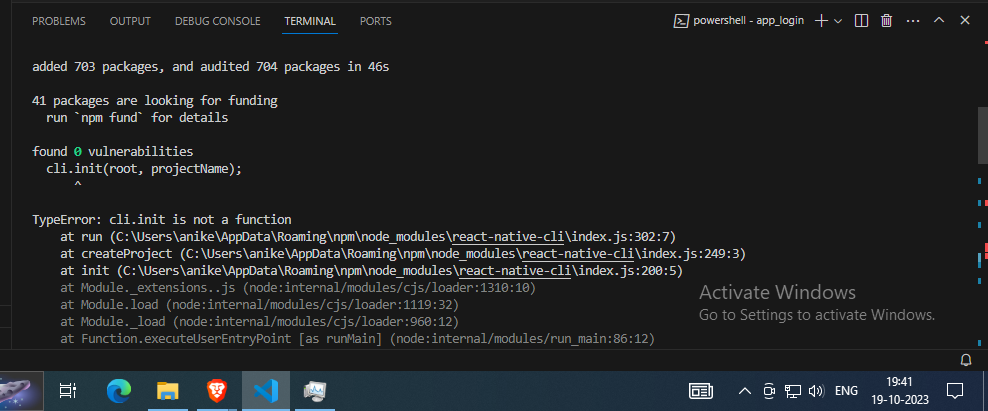 PROBLEMS OUTPUT DEBUG CONSOLE TERMINAL PORTS powershell - app_login
added 703 packages, and audited 704 packages in 46s
41 packages are looking for funding
run `npm fund` for details
found 0 vulnerabilities
cli.init(root, projectName);
^
TypeError: cli.init is not a function
at run (C:\Users\anike\AppData\Roaming\npm\node_modules\react-native-cli\index.js:302:7)
at createProject (C:\Users\anike\AppData\Roaming\npm\node_modules\react-native-cli\index.js:249:3)
at init (C:\Users\anike\AppData\Roaming\npm\node_modules\react-native-cli\index.js:200:5)
at Module._extensions..js (node:internal/modules/cjs/loader:1310:10)
at Module.load (node:internal/modules/cjs/loader:1119:32)
at Module._load (node:internal/modules/cjs/loader:960:12)
at Function.executeUserEntryPoint [as runMain] (node:internal/modules/run_main:86:12)
Activate Windows
Go to Settings to activate Windows.
ENG
19:41
19-10-2023